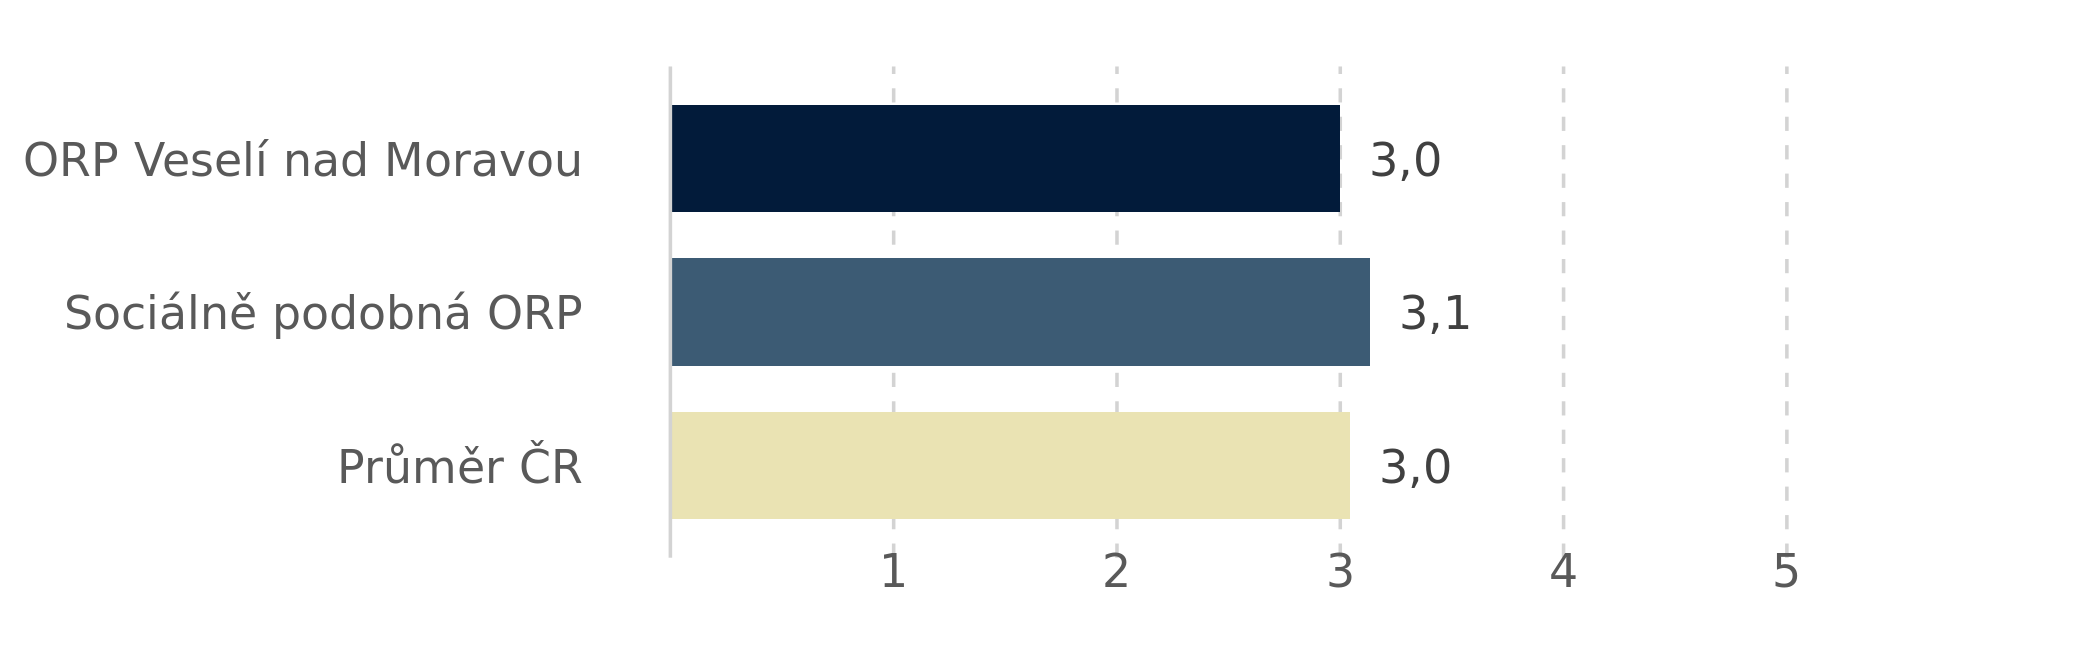 ORP Veselí nad Moravou 3,0
Sociálně podobná ORP 3,1
Průměr ČR 3,0
1 2 3 4 5